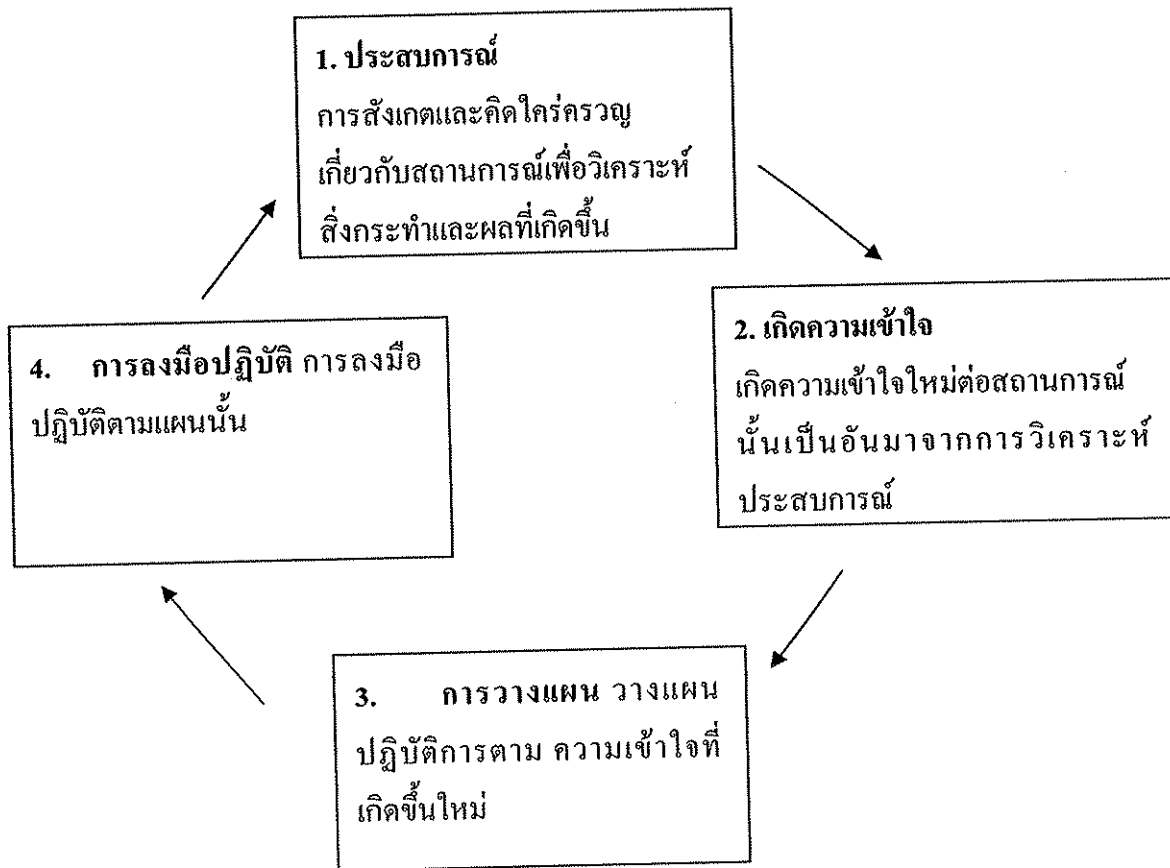 1. ประสบการณ์
การสังเกตและคิดใคร่ครวญ
เกี่ยวกับสถานการณ์เพื่อวิเคราะห์
สิ่งกระทำและผลที่เกิดขึ้น
2. เกิดความเข้าใจ
เกิดความเข้าใจใหม่ต่อสถานการณ์
นั้นเป็นอันมาจากการวิเคราะห์
ประสบการณ์
3. การวางแผน วางแผน
ปฏิบัติการตาม ความเข้าใจที่
เกิดขึ้นใหม่
4. การลงมือปฏิบัติ การลงมือ
ปฏิบัติตามแผนนั้น